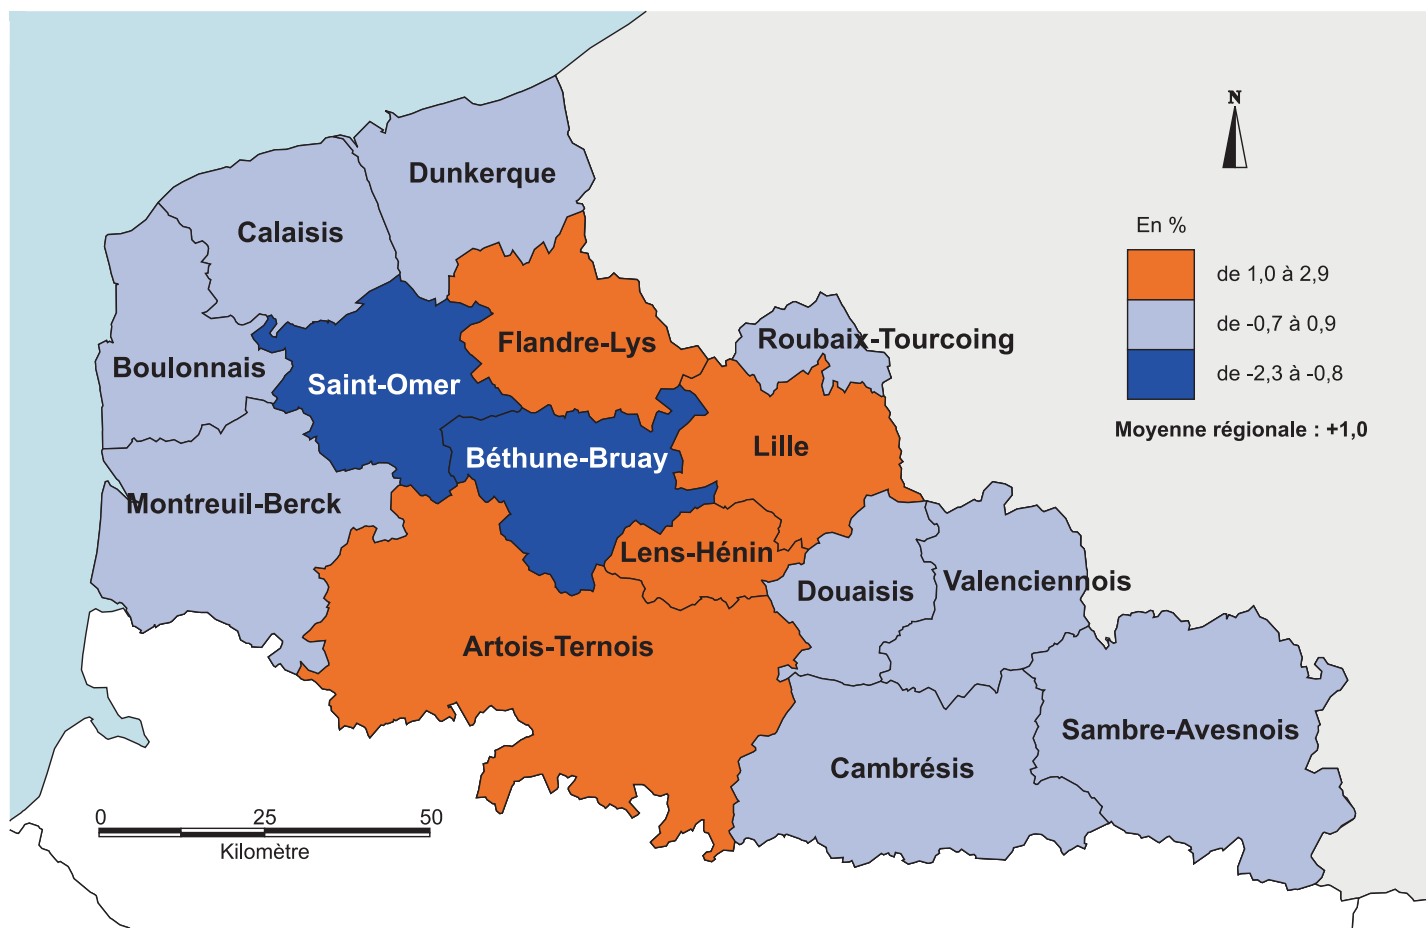 N
Dunkerque
Calaisis
En %
de 1,0 à 2,9
de -0,7 à 0,9
de -2,3 à -0,8
Moyenne régionale : +1,0
Flandre-Lys
Roubaix-Tourcoing
Boulonnais
Saint-Omer
Lille
Béthune-Bruay
Montreuil-Berck
Lens-Hénin
Douaisis
Valenciennois
Artois-Ternois
Sambre-Avesnois
Cambrésis
0 25 50
Kilomètre